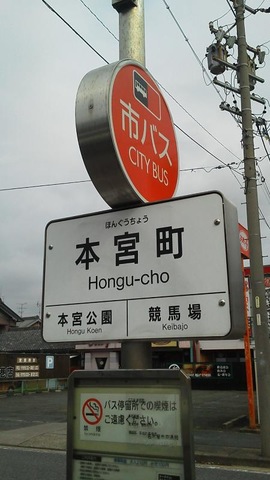 市バス
CITY BUS
ほんぐうちょう
本宮町
Hongu-cho
本宮公園
Hongu Koen
競馬場
Keibajo
バス停留所での喫煙は
ご遠慮ください。
P